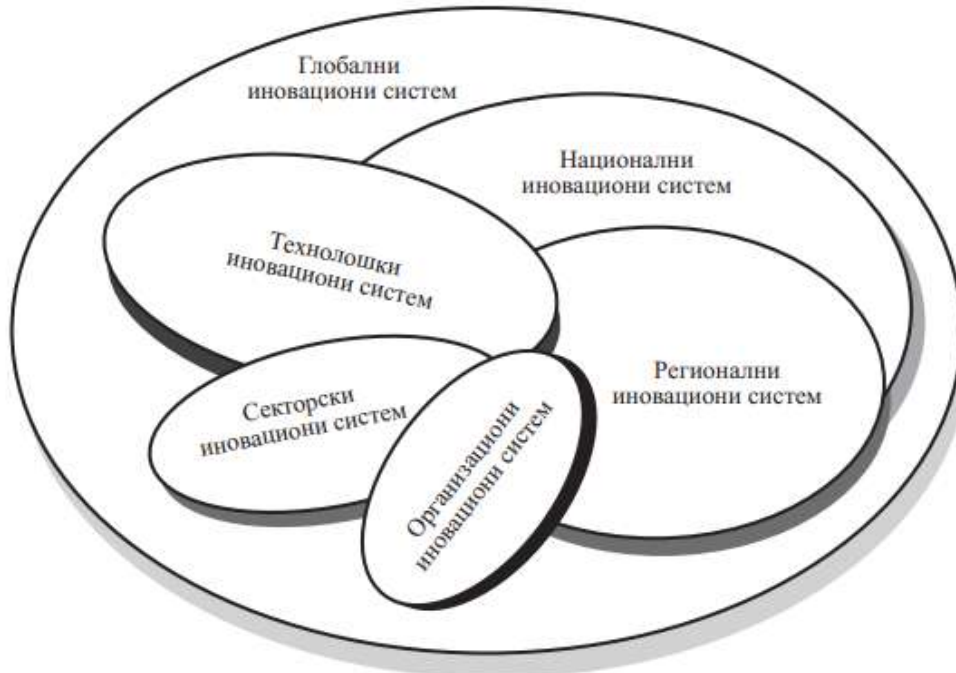 Глобални
иновациони систем
Национални
иновациони систем
Технолошки
иновациони систем
Регионални
иновациони систем
Секторски
иновациони систем
Организациони
иновациони систем